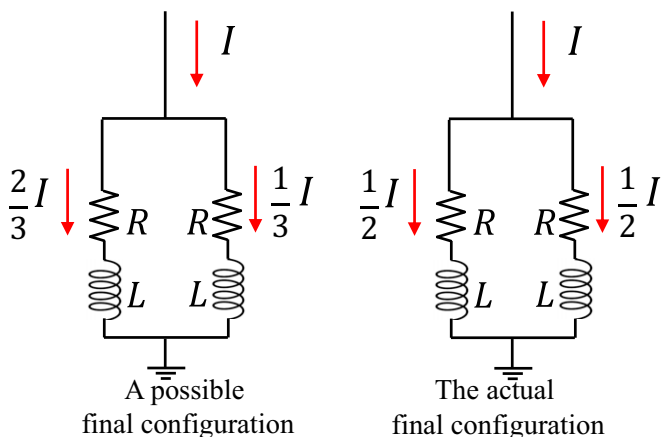 I I
2/3 I 1/3 I 1/2 I 1/2 I
R R R R
L L L L
A possible The actual
final configuration final configuration